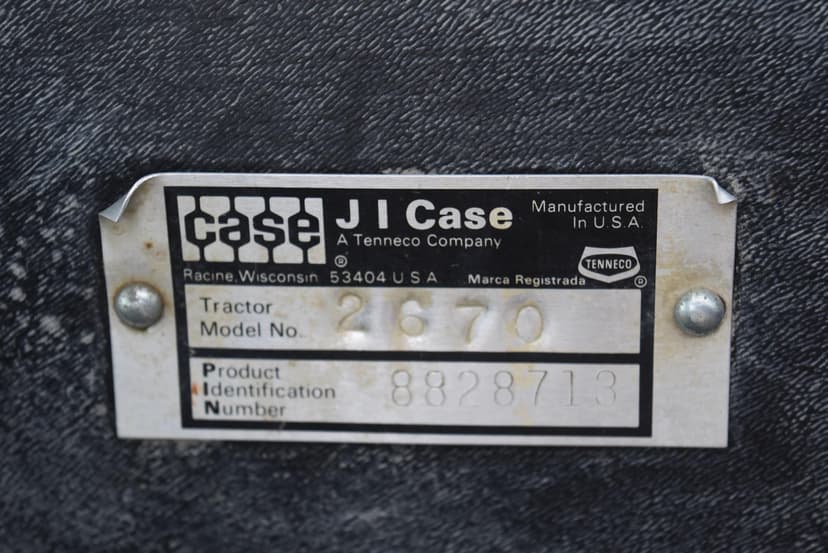 case
®
J I Case
A Tenneco Company
Manufactured
In U.S.A.
TENNECO
®
Racine, Wisconsin 53404 U S A
Marca Registrada
Tractor
Model No. 2670
Product
Identification
Number
8828713